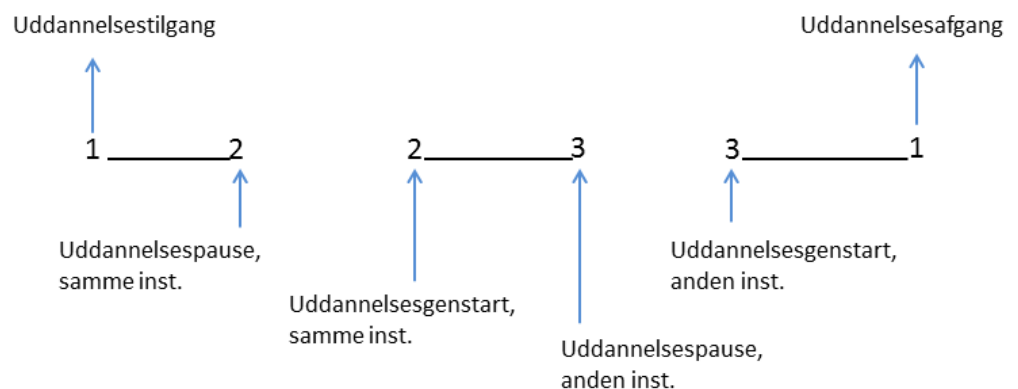 Uddannelsestilgang
Uddannelsesafgang
1 2 2 3 3 1
Uddannelsespause,
samme inst.
Uddannelsesgenstart,
samme inst.
Uddannelsespause,
anden inst.
Uddannelsesgenstart,
anden inst.